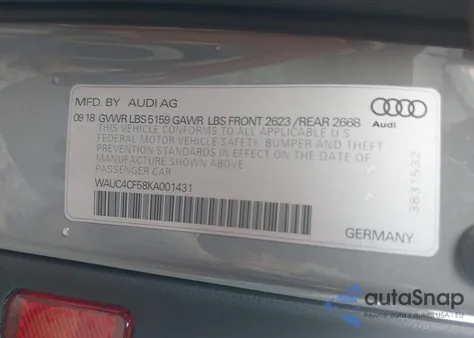 MFD. BY AUDI AG
09 18 GVWR LBS 5159 GAWR LBS FRONT 2623 /REAR 2668
THIS VEHICLE CONFORMS TO ALL APPLICABLE U.S
FEDERAL MOTOR VEHICLE SAFETY, BUMPER AND THEFT
PREVENTION STANDARDS IN EFFECT ON THE DATE OF
MANUFACTURE SHOWN ABOVE
PASSENGER CAR
WAUC4CF58KA001431
Audi
3831532
GERMANY
autoSnap